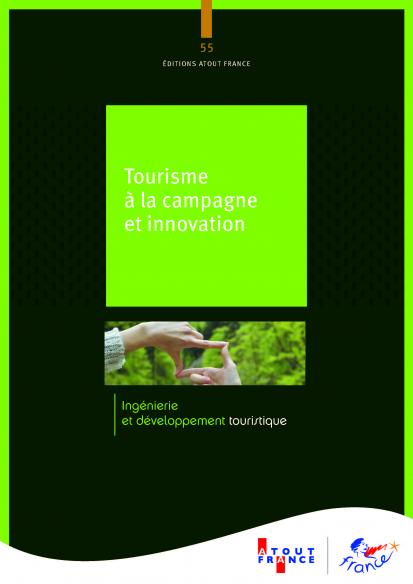 55
ÉDITIONS ATOUT FRANCE
Tourisme
à la campagne
et innovation
Ingénierie
et développement touristique
ATOUT
FRANCE
france